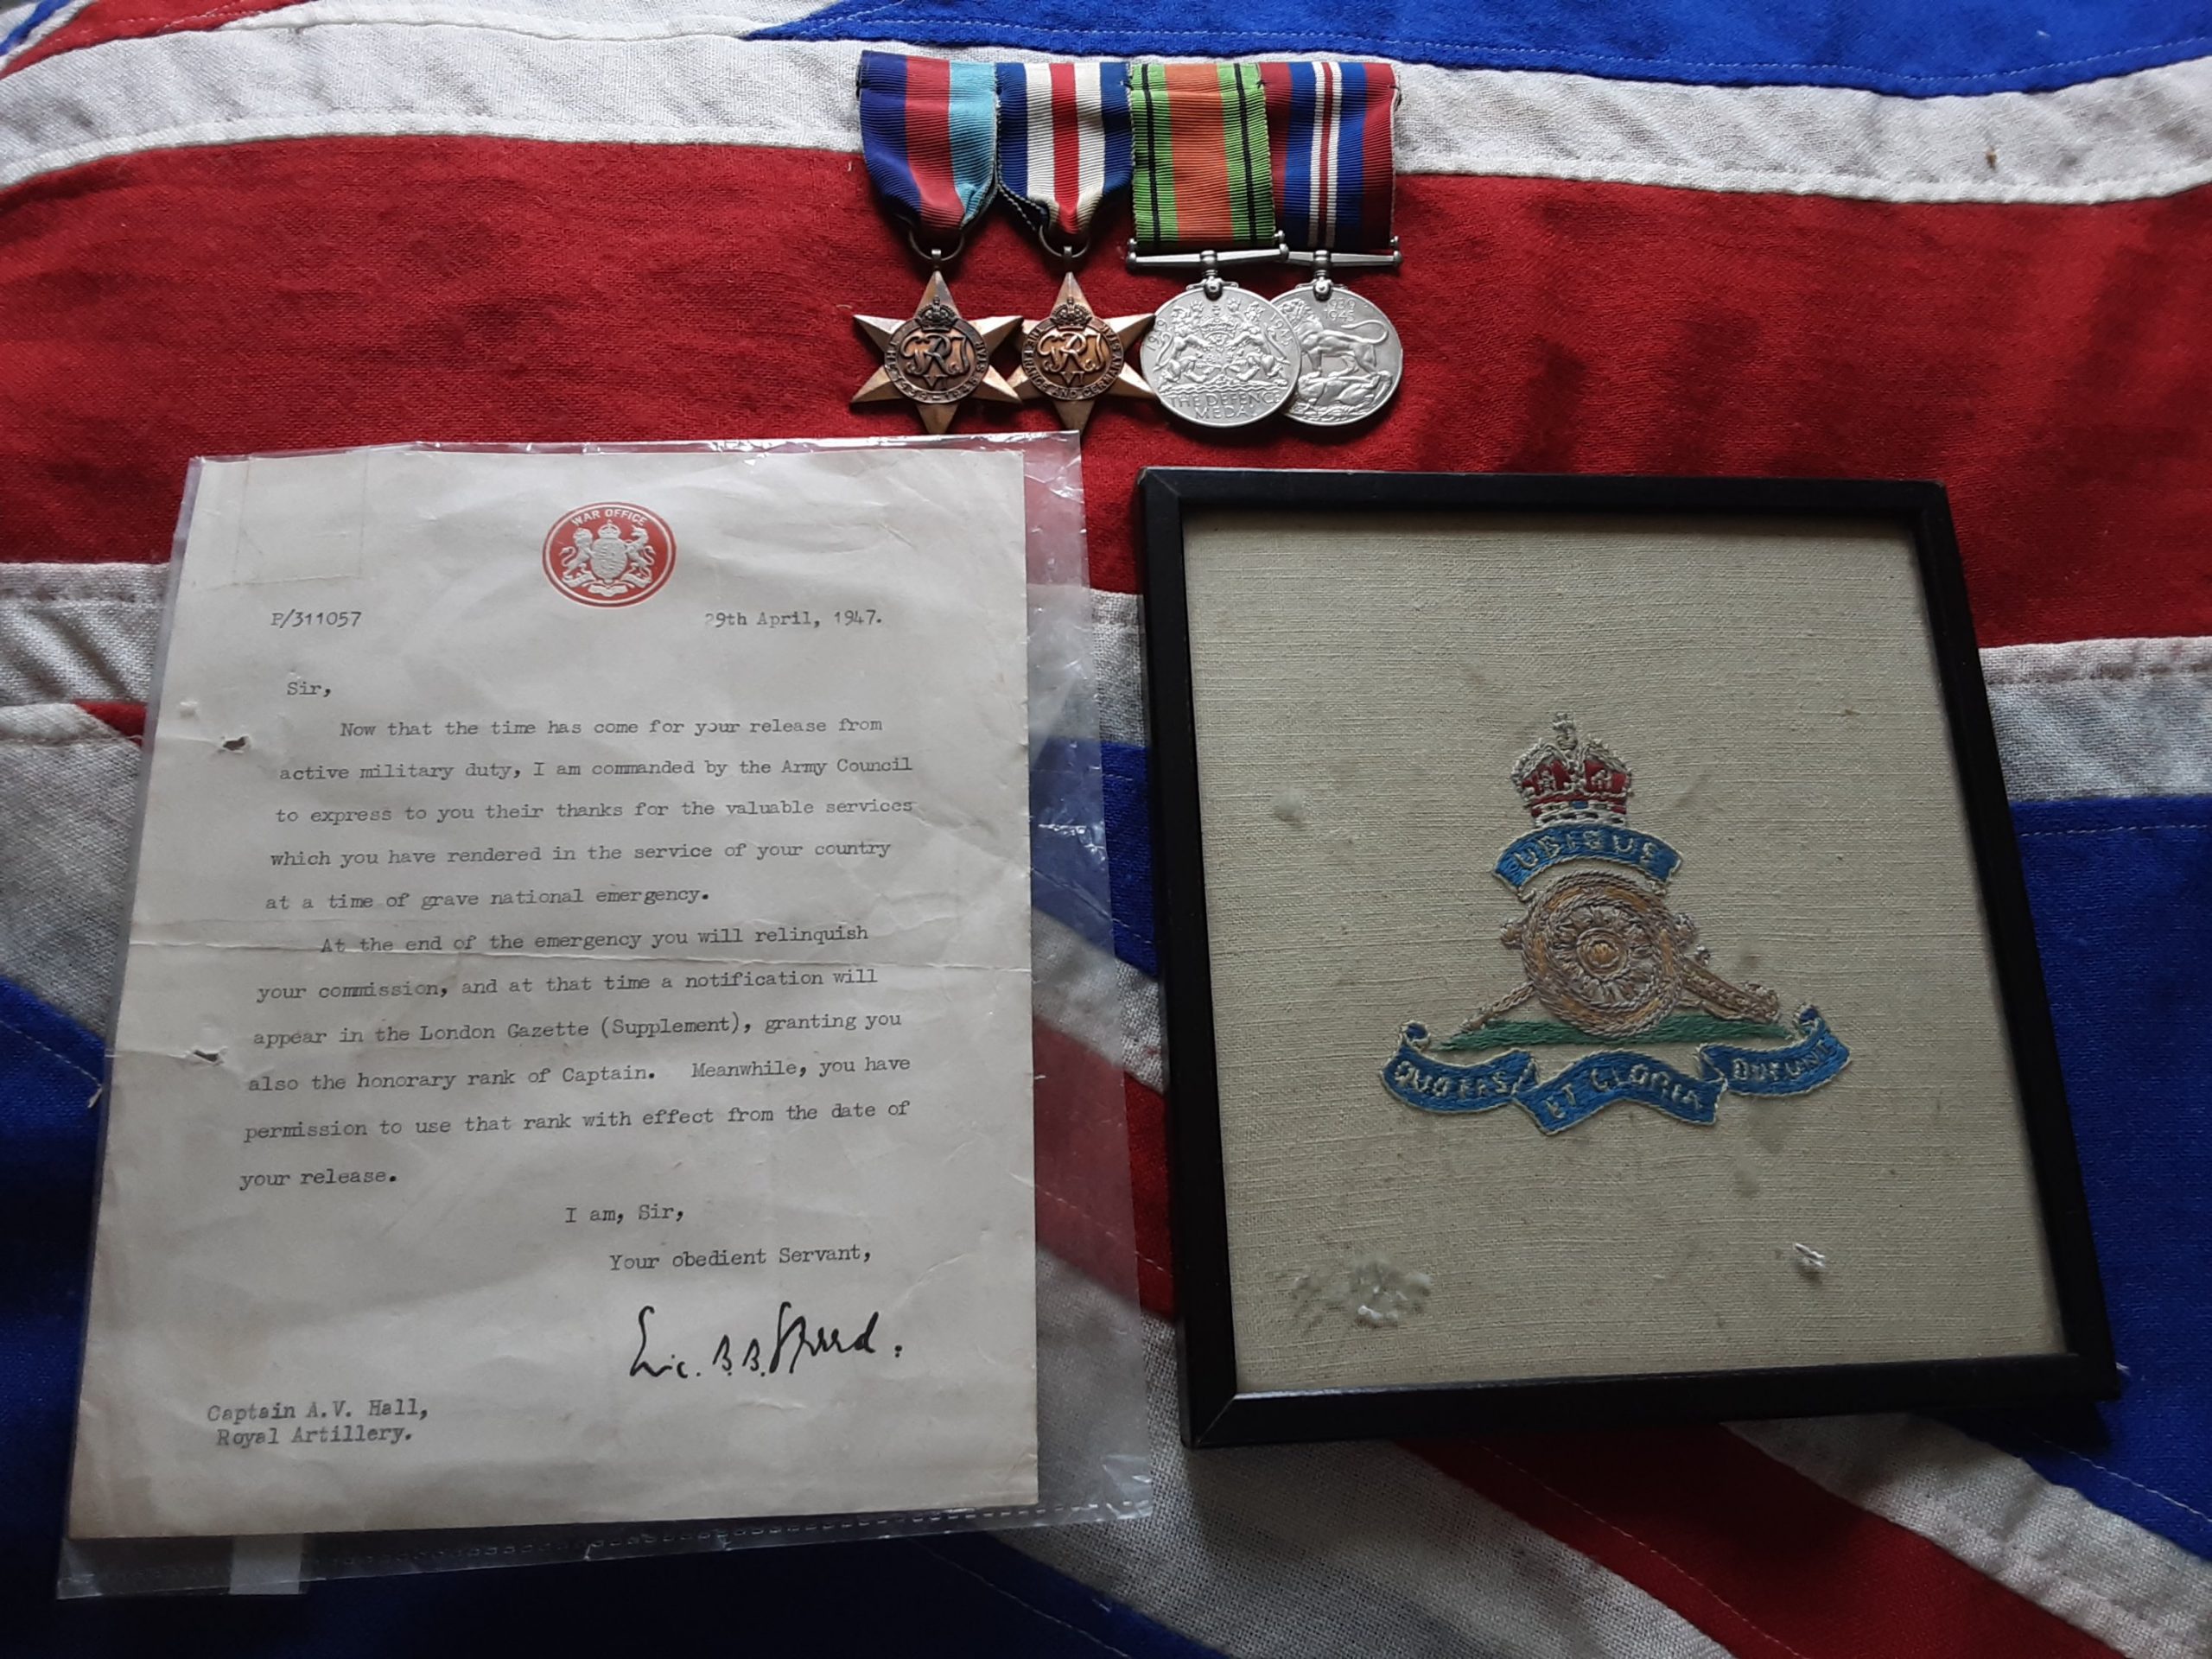 THE DEFENCE
MEDAL
1939
1945
WAR OFFICE
P/311057
29th April, 1947.
Sir,
Now that the time has come for your release from
active military duty, I am commanded by the Army Council
to express to you their thanks for the valuable services
which you have rendered in the service of your country
at a time of grave national emergency.
At the end of the emergency you will relinquish
your commission, and at that time a notification will
appear in the London Gazette (Supplement), granting you
also the honorary rank of Captain. Meanwhile, you have
permission to use that rank with effect from the date of
your release.
I am, Sir,
Your obedient Servant,
Eric. B.B. Speed.
Captain A.V. Hall,
Royal Artillery.
UBIQUE
QUO FAS
ET GLORIA
DUCUNT